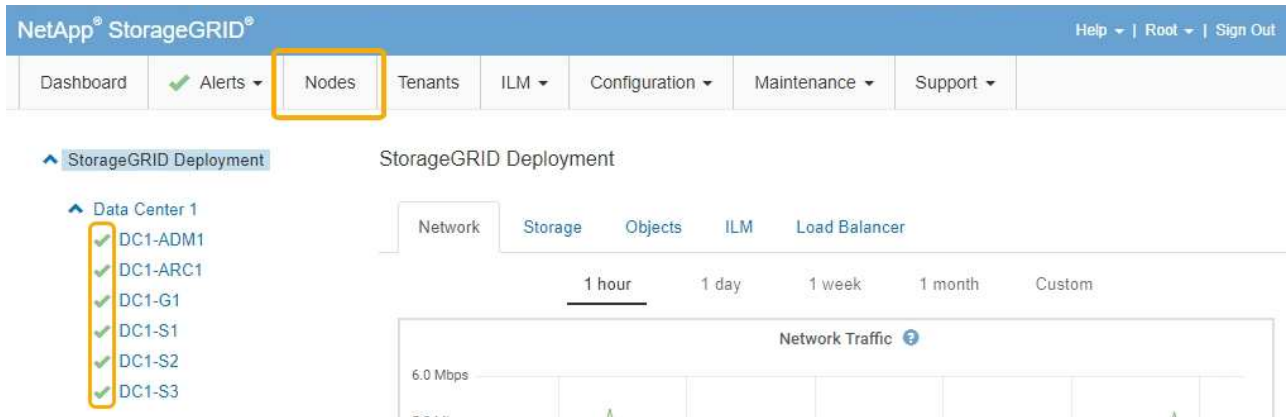 NetApp® StorageGRID®
Help | Root | Sign Out
Dashboard Alerts Nodes Tenants ILM Configuration Maintenance Support
StorageGRID Deployment
Data Center 1
DC1-ADM1
DC1-ARC1
DC1-G1
DC1-S1
DC1-S2
DC1-S3
StorageGRID Deployment
Network Storage Objects ILM Load Balancer
1 hour 1 day 1 week 1 month Custom
Network Traffic ?
6.0 Mbps